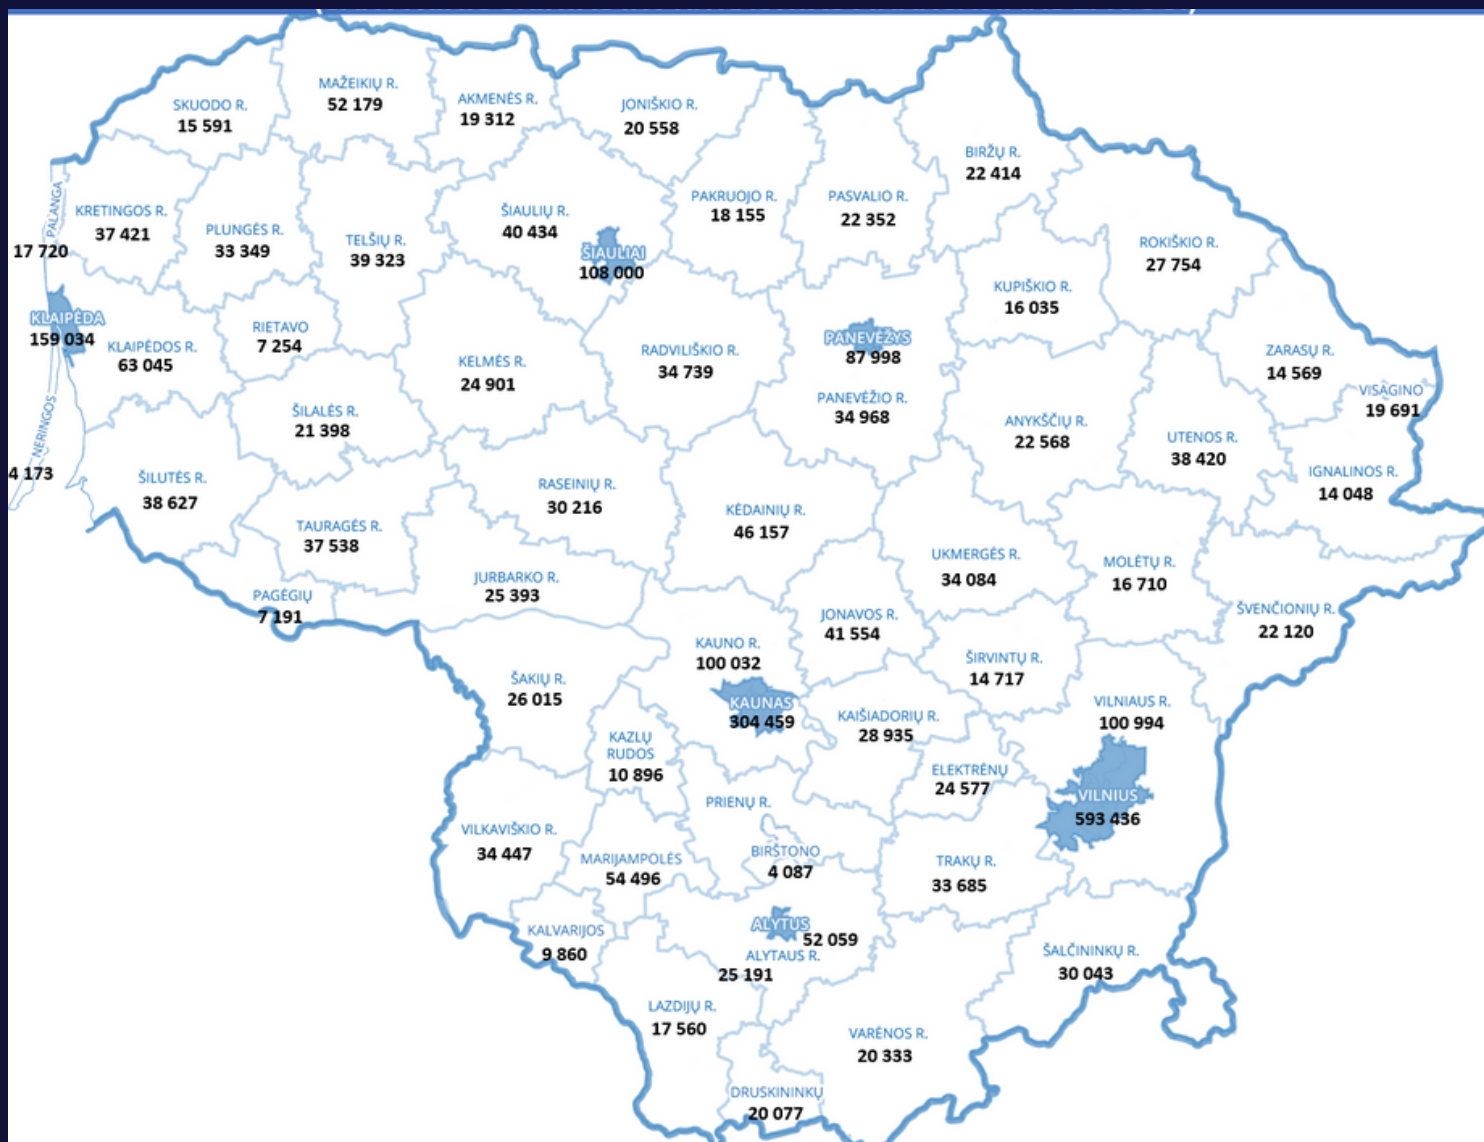 MAŽEIKIŲ R.
52 179
SKUODO R.
15 591
AKMENĖS R.
19 312
JONIŠKIO R.
20 558
BIRŽŲ R.
22 414
PALANGA
17 720
KRETINGOS R.
37 421
PLUNGĖS R.
33 349
TELŠIŲ R.
39 323
ŠIAULIŲ R.
40 434
ŠIAULIAI
108 000
PAKRUOJO R.
18 155
PASVALIO R.
22 352
ROKIŠKIO R.
27 754
KUPIŠKIO R.
16 035
KLAIPĖDA
159 034
KLAIPĖDOS R.
63 045
RIETAVO
7 254
KELMĖS R.
24 901
RADVILIŠKIO R.
34 739
PANEVĖŽYS
87 998
PANEVĖŽIO R.
34 968
ZARASŲ R.
14 569
VISAGINO
19 691
NERINGOS
4 173
ŠILALĖS R.
21 398
ANYKŠČIŲ R.
22 568
UTENOS R.
38 420
IGNALINOS R.
14 048
ŠILUTĖS R.
38 627
RASEINIŲ R.
30 216
KĖDAINIŲ R.
46 157
TAURAGĖS R.
37 538
UKMERGĖS R.
34 084
MOLĖTŲ R.
16 710
PAGĖGIŲ
7 191
JURBARKO R.
25 393
JONAVOS R.
41 554
ŠVENČIONIŲ R.
22 120
KAUNO R.
100 032
ŠIRVINTŲ R.
14 717
ŠAKIŲ R.
26 015
KAUNAS
304 459
KAIŠIADORIŲ R.
28 935
VILNIAUS R.
100 994
KAZLŲ
RUDOS
10 896
ELEKTRĖNŲ
24 577
VILNIUS
593 436
PRIENŲ R.
VILKAVIŠKIO R.
34 447
MARIJAMPOLĖS
54 496
BIRŠTONO
4 087
TRAKŲ R.
33 685
KALVARIJOS
9 860
ALYTUS
52 059
ALYTAUS R.
25 191
ŠALČININKŲ R.
30 043
LAZDIJŲ R.
17 560
VARĖNOS R.
20 333
DRUSKININKŲ
20 077